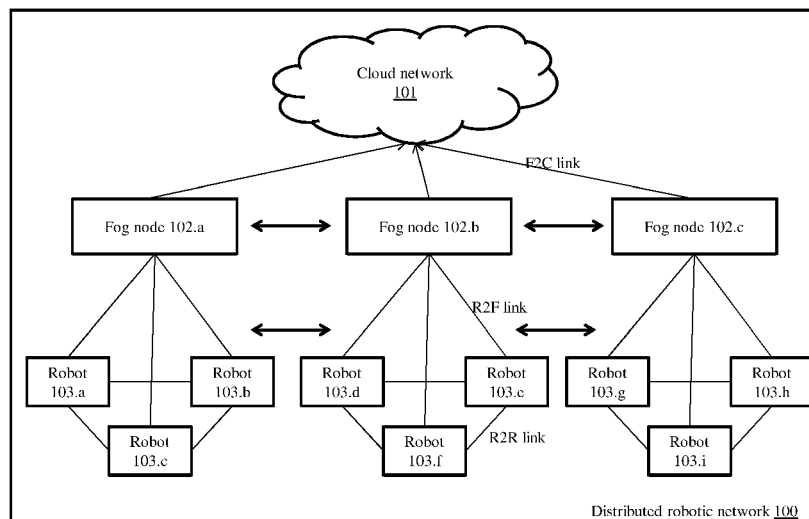 Cloud network
101
F2C link
Fog node 102.a
Fog node 102.b
Fog node 102.c
R2F link
Robot
103.a
Robot
103.b
Robot
103.d
Robot
103.e
Robot
103.g
Robot
103.h
Robot
103.c
Robot
103.f
R2R link
Robot
103.i
Distributed robotic network 100